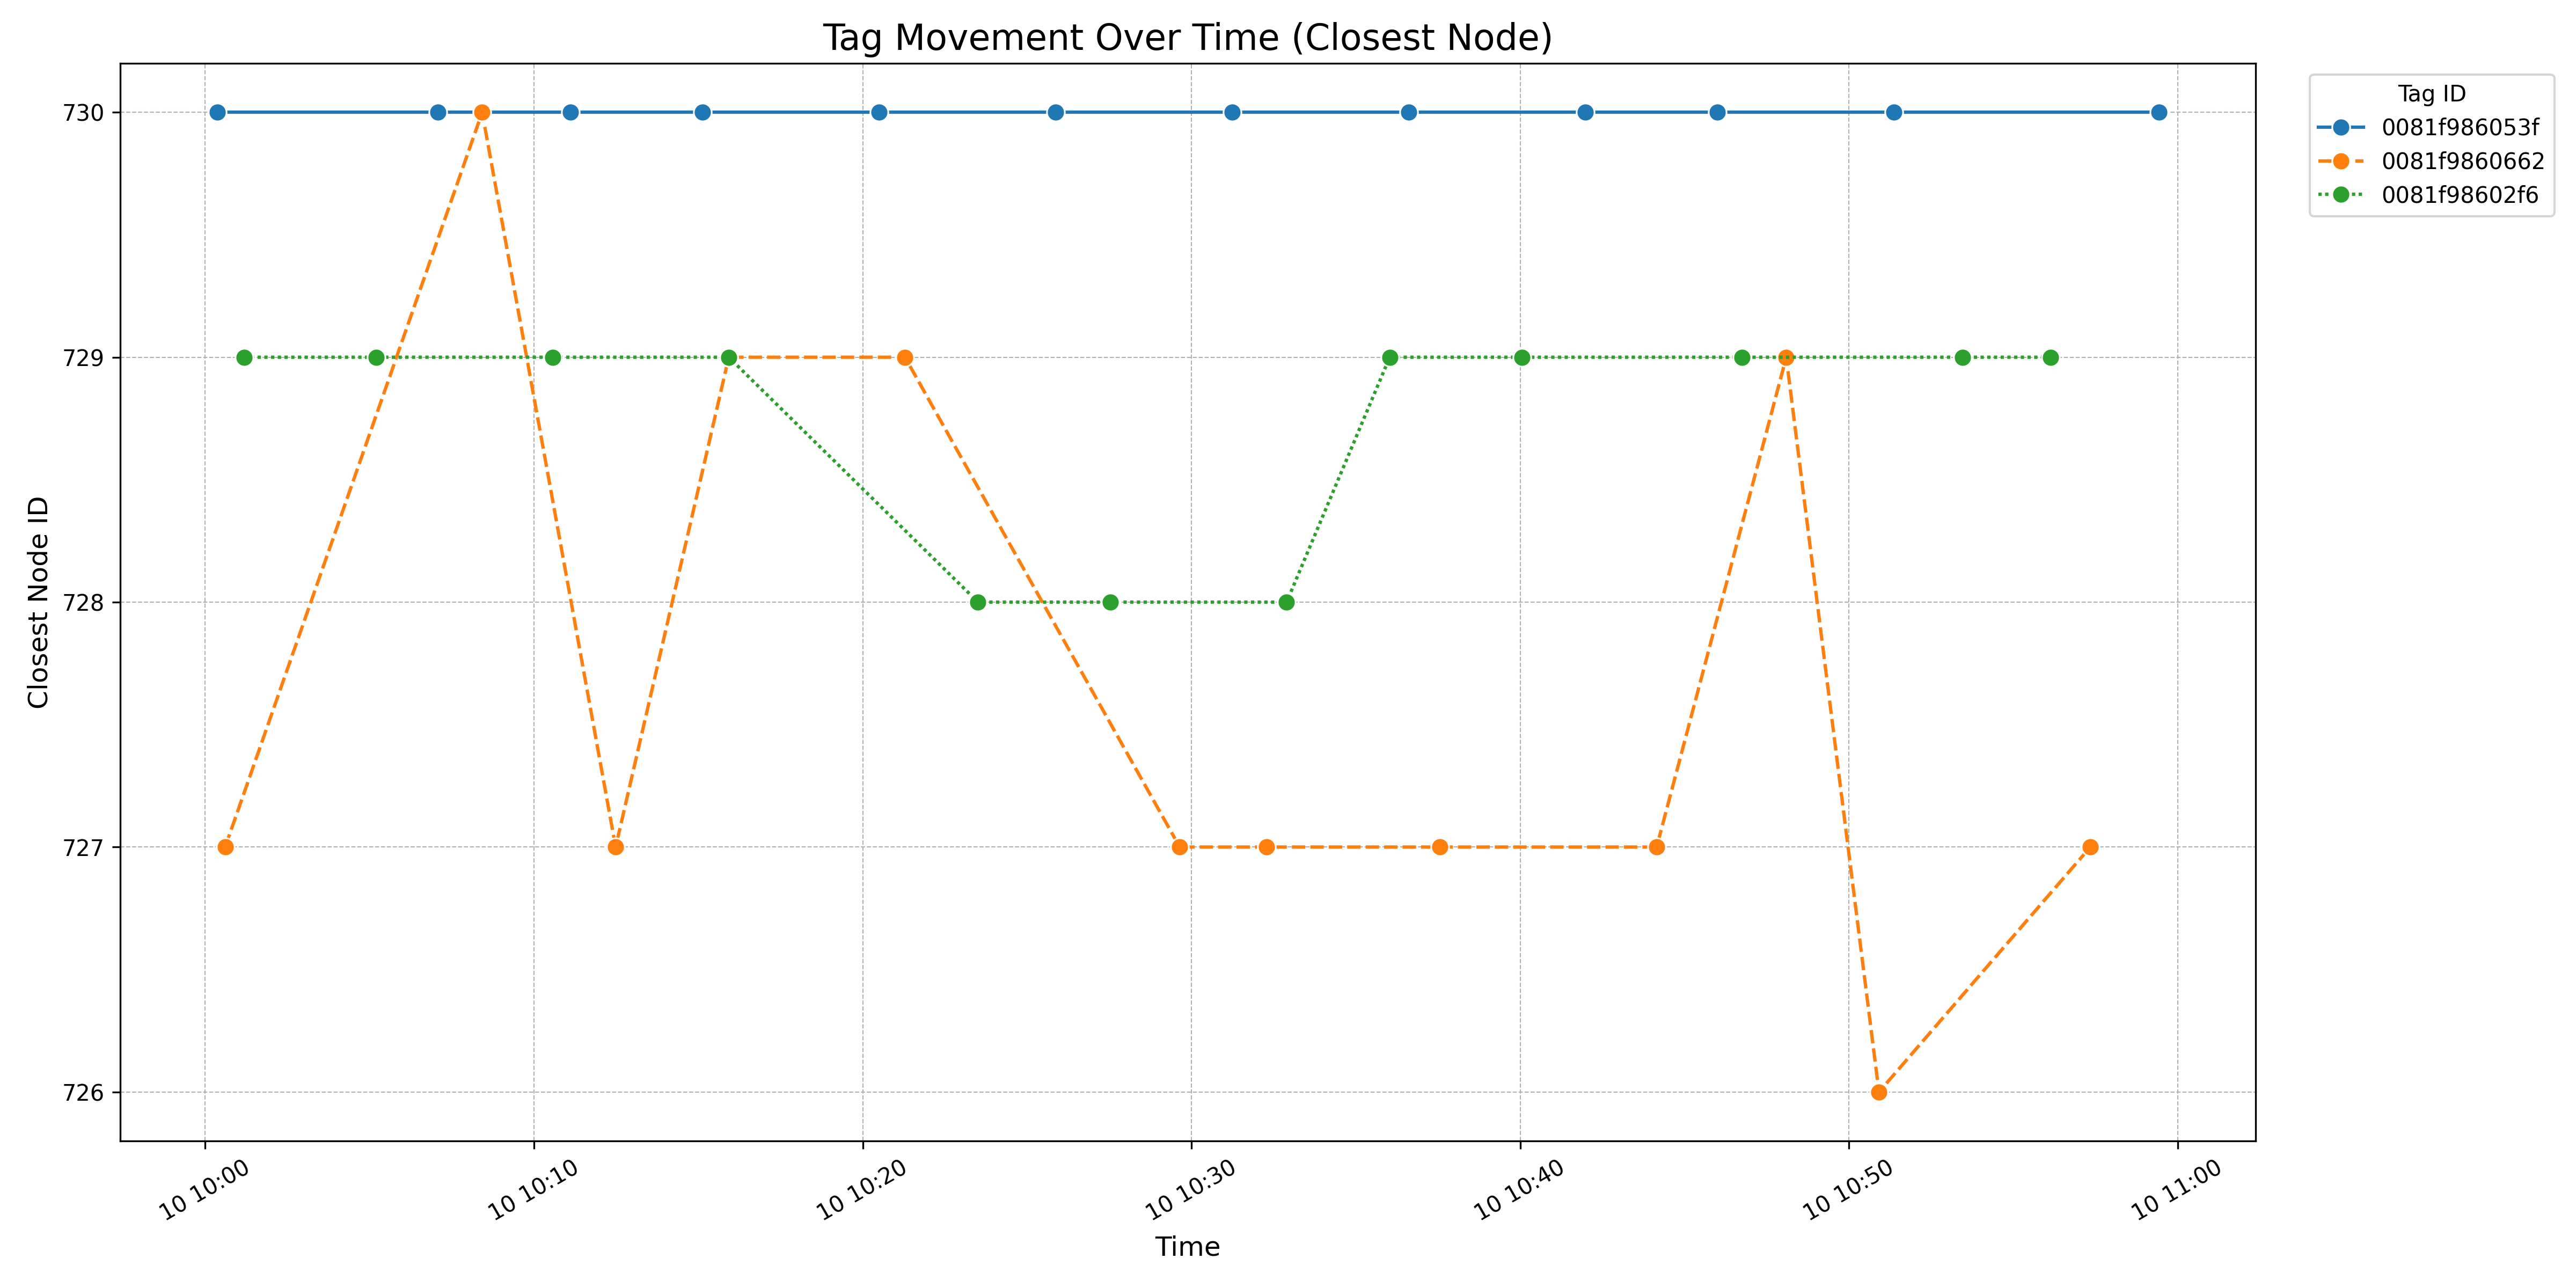 Tag Movement Over Time (Closest Node)
Tag ID
0081f986053f
0081f9860662
0081f98602f6
Closest Node ID
730
729
728
727
726
10 10:00
10 10:10
10 10:20
10 10:30
10 10:40
10 10:50
10 11:00
Time